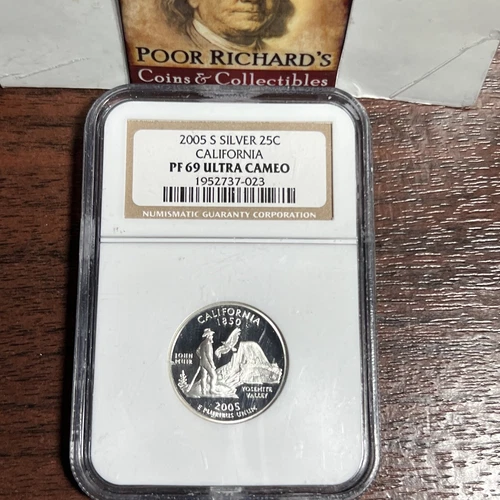 POOR RICHARD'S
Coins & Collectibles
2005 S SILVER 25C
CALIFORNIA
PF 69 ULTRA CAMEO
1952737-023
NUMISMATIC GUARANTY CORPORATION
CALIFORNIA
1850
JOHN
MUIR
YOSEMITE
VALLEY
2005
E PLURIBUS UNUM